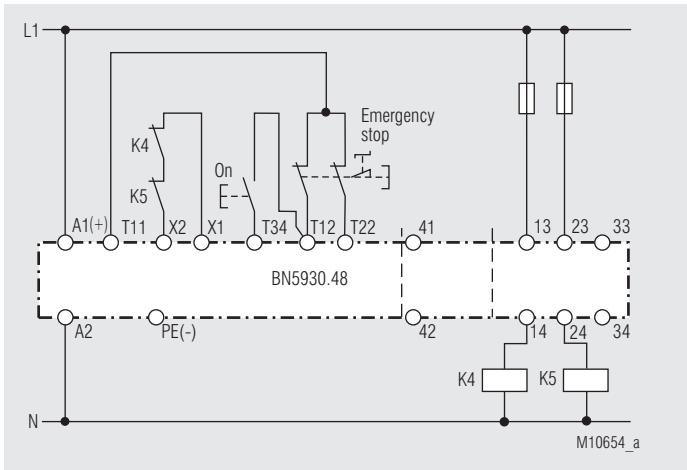 L1
Emergency
stop
K4
On
K5
A1(+) T11 X2 X1 T34 T12 T22 41 13 23 33
BN5930.48
A2 PE(-) 42 14 24 34
K4 K5
N
M10654_a